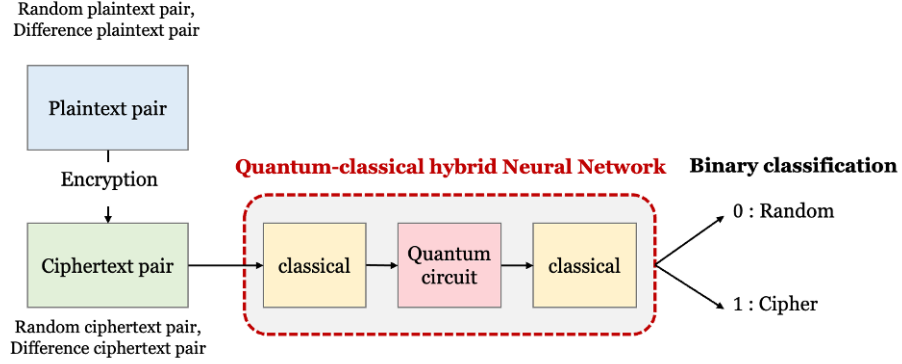 Random plaintext pair,
Difference plaintext pair
Plaintext pair
Encryption
Ciphertext pair
Random ciphertext pair,
Difference ciphertext pair
Quantum-classical hybrid Neural Network
classical
Quantum
circuit
classical
Binary classification
0 : Random
1 : Cipher